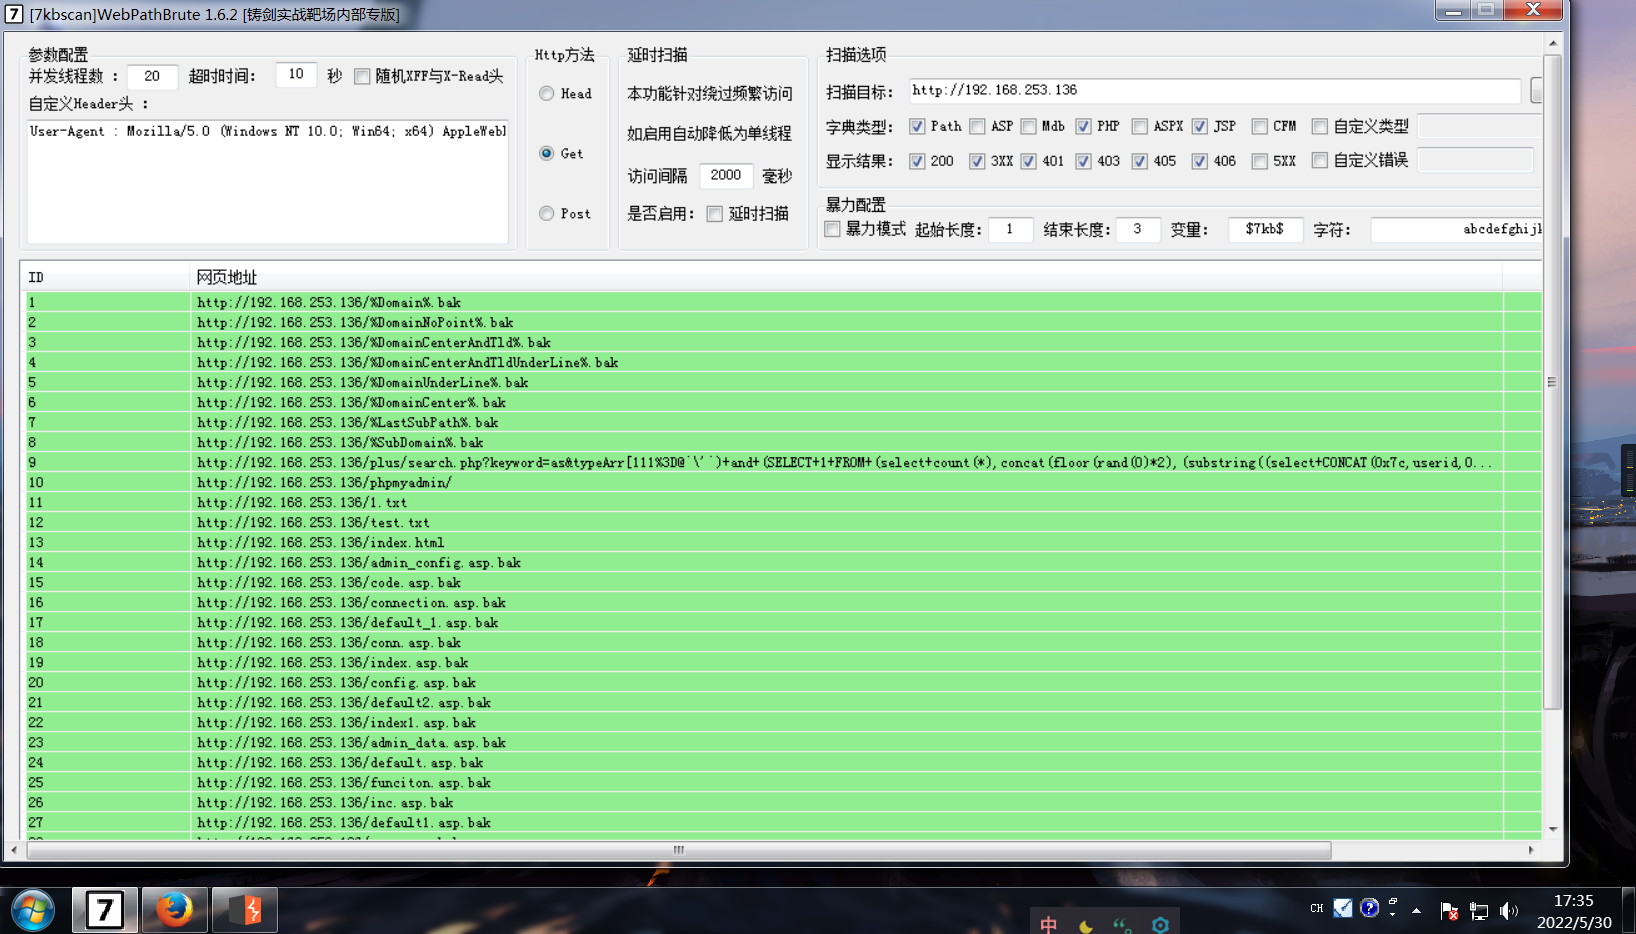 [7kbscan]WebPathBrute 1.6.2 [铸剑实战靶场内部专版]
参数配置
并发线程数 : 20 超时时间: 10 秒 随机XFF与X-Read头
自定义Header头 :
User-Agent : Mozilla/5.0 (Windows NT 10.0; Win64; x64) AppleWebl
Http方法
Head
Get
Post
延时扫描
本功能针对绕过频繁访问
如启用自动降低为单线程
访问间隔 2000 毫秒
是否启用: 延时扫描
扫描选项
扫描目标: http://192.168.253.136
字典类型: Path ASP Mdb PHP ASPX JSP CFM 自定义类型
显示结果: 200 3XX 401 403 405 406 5XX 自定义错误
暴力配置
暴力模式 起始长度: 1 结束长度: 3 变量: $7kb$ 字符: abcdefghijk
ID 网页地址
1 http://192.168.253.136/%Domain%.bak
2 http://192.168.253.136/%DomainNoPoint%.bak
3 http://192.168.253.136/%DomainCenterAndTld%.bak
4 http://192.168.253.136/%DomainCenterAndTldUnderLine%.bak
5 http://192.168.253.136/%DomainUnderLine%.bak
6 http://192.168.253.136/%DomainCenter%.bak
7 http://192.168.253.136/%LastSubPath%.bak
8 http://192.168.253.136/%SubDomain%.bak
9 http://192.168.253.136/plus/search.php?keyword=as&typeArr[111%3D@`\'`)+and+(SELECT+1+FROM+(select+count(*),concat(floor(rand(0)*2),(substring((select+CONCAT(0x7c,userid,0...
10 http://192.168.253.136/phpmyadmin/
11 http://192.168.253.136/1.txt
12 http://192.168.253.136/test.txt
13 http://192.168.253.136/index.html
14 http://192.168.253.136/admin_config.asp.bak
15 http://192.168.253.136/code.asp.bak
16 http://192.168.253.136/connection.asp.bak
17 http://192.168.253.136/default_1.asp.bak
18 http://192.168.253.136/conn.asp.bak
19 http://192.168.253.136/index.asp.bak
20 http://192.168.253.136/config.asp.bak
21 http://192.168.253.136/default2.asp.bak
22 http://192.168.253.136/index1.asp.bak
23 http://192.168.253.136/admin_data.asp.bak
24 http://192.168.253.136/default.asp.bak
25 http://192.168.253.136/funciton.asp.bak
26 http://192.168.253.136/inc.asp.bak
27 http://192.168.253.136/default1.asp.bak
CH
17:35
2022/5/30
中